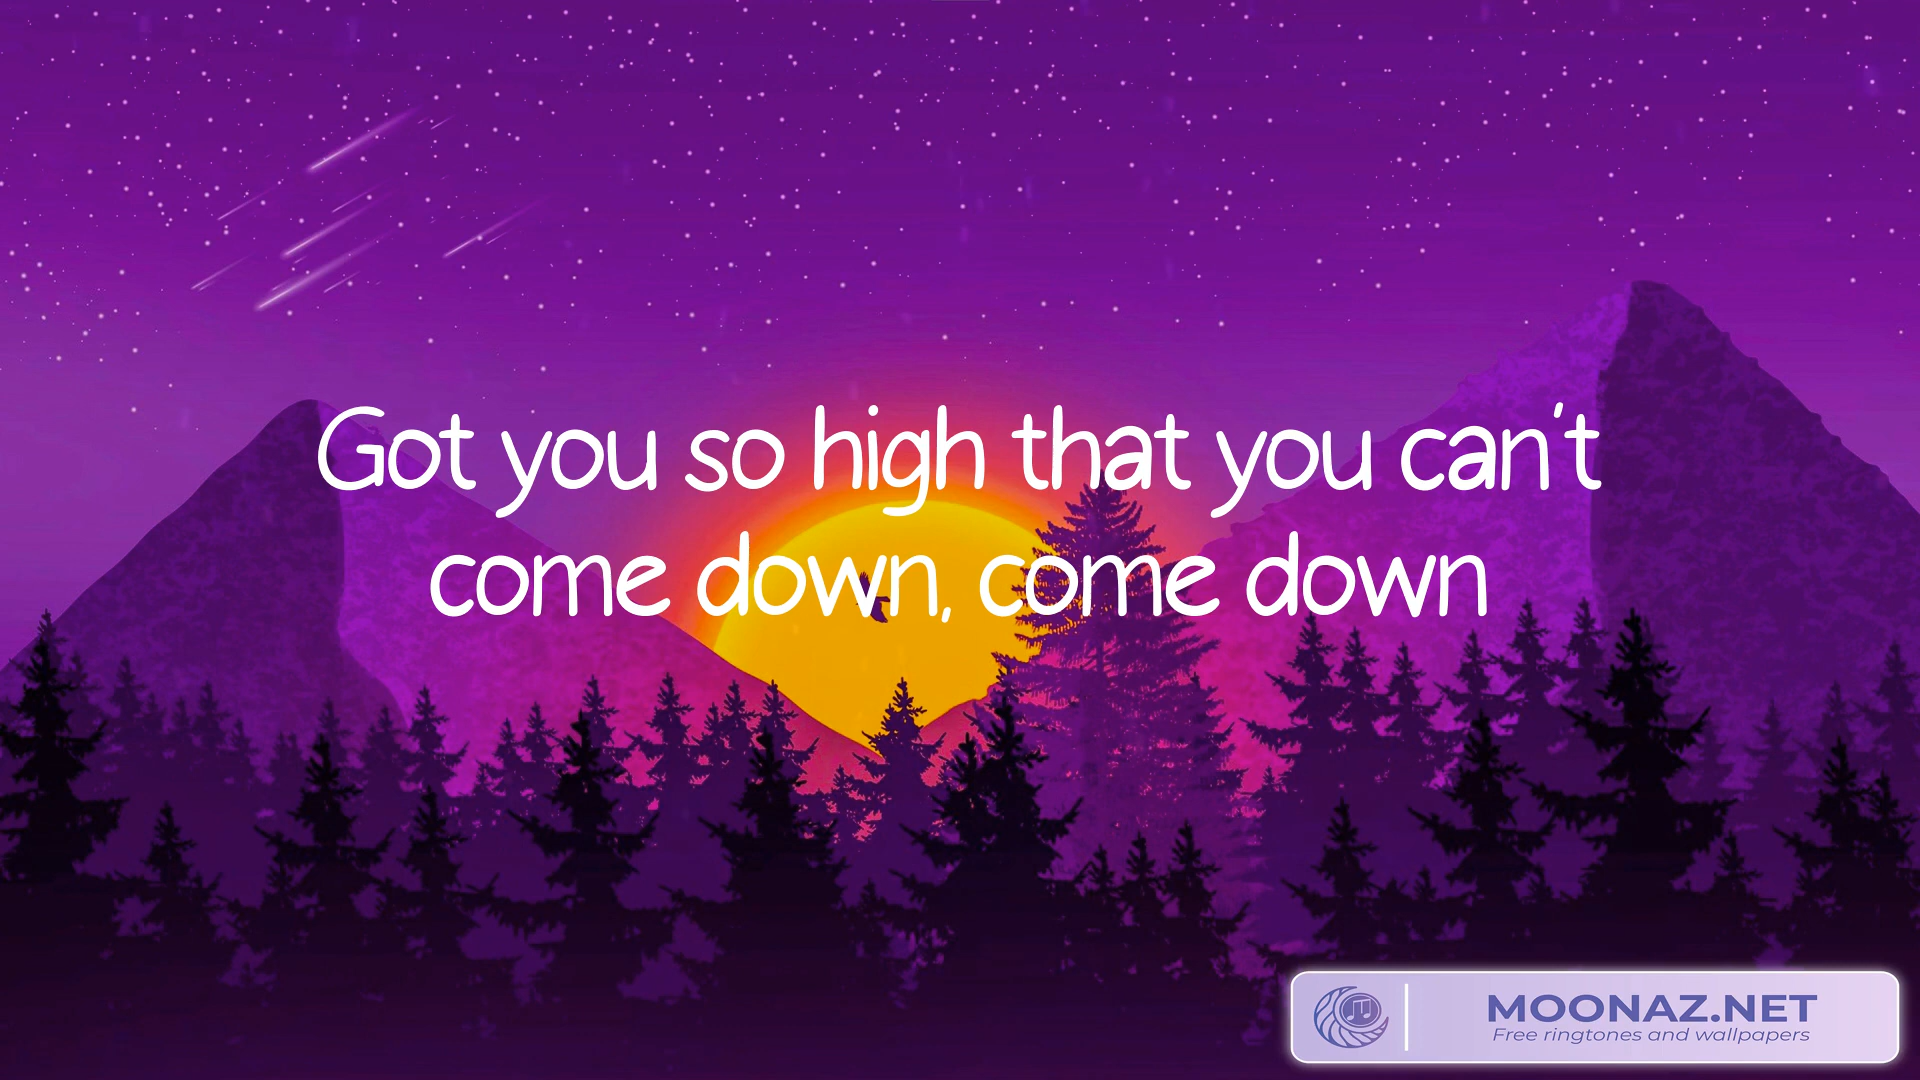 Got you so high that you can't
come down, come down
MOONAZ.NET
Free ringtones and wallpapers